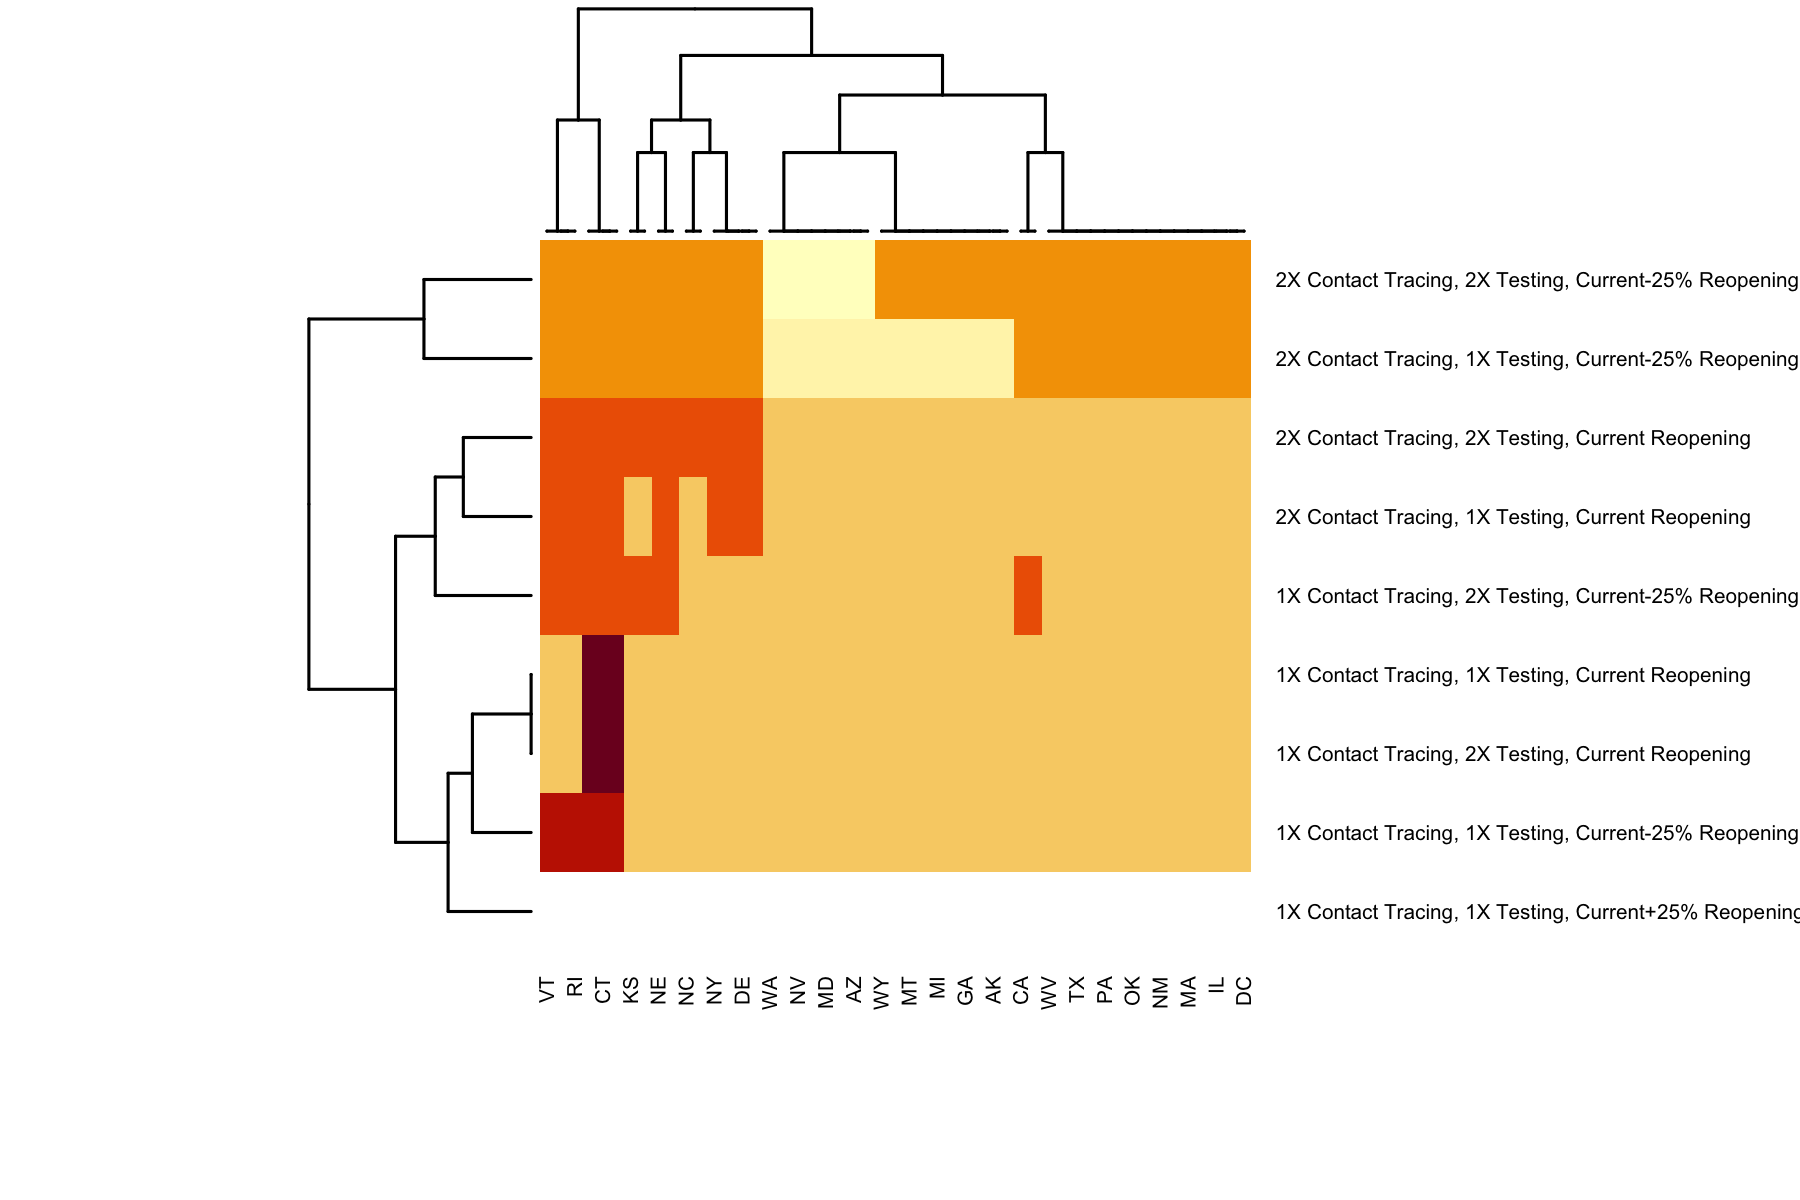 2X Contact Tracing, 2X Testing, Current-25% Reopening
2X Contact Tracing, 1X Testing, Current-25% Reopening
2X Contact Tracing, 2X Testing, Current Reopening
2X Contact Tracing, 1X Testing, Current Reopening
1X Contact Tracing, 2X Testing, Current-25% Reopening
1X Contact Tracing, 1X Testing, Current Reopening
1X Contact Tracing, 2X Testing, Current Reopening
1X Contact Tracing, 1X Testing, Current-25% Reopening
1X Contact Tracing, 1X Testing, Current+25% Reopening
VT
RI
CT
KS
NE
NC
NY
DE
WA
NV
MD
AZ
WY
MT
MI
GA
AK
CA
WV
TX
PA
OK
NM
MA
IL
DC